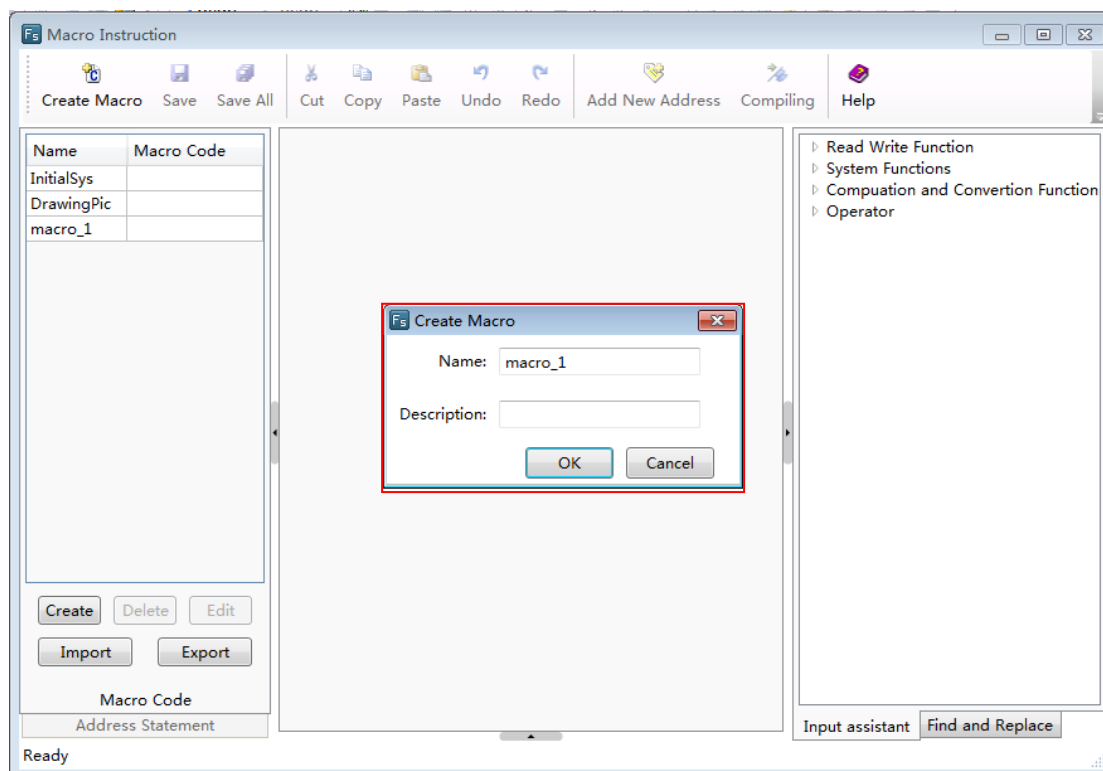 Fs Macro Instruction
Create Macro Save Save All Cut Copy Paste Undo Redo Add New Address Compiling Help
Name Macro Code
InitialSys
DrawingPic
macro_1
Read Write Function
System Functions
Compuation and Convertion Function
Operator
Fs Create Macro
Name: macro_1
Description:
OK Cancel
Create Delete Edit
Import Export
Macro Code
Address Statement
Input assistant Find and Replace
Ready